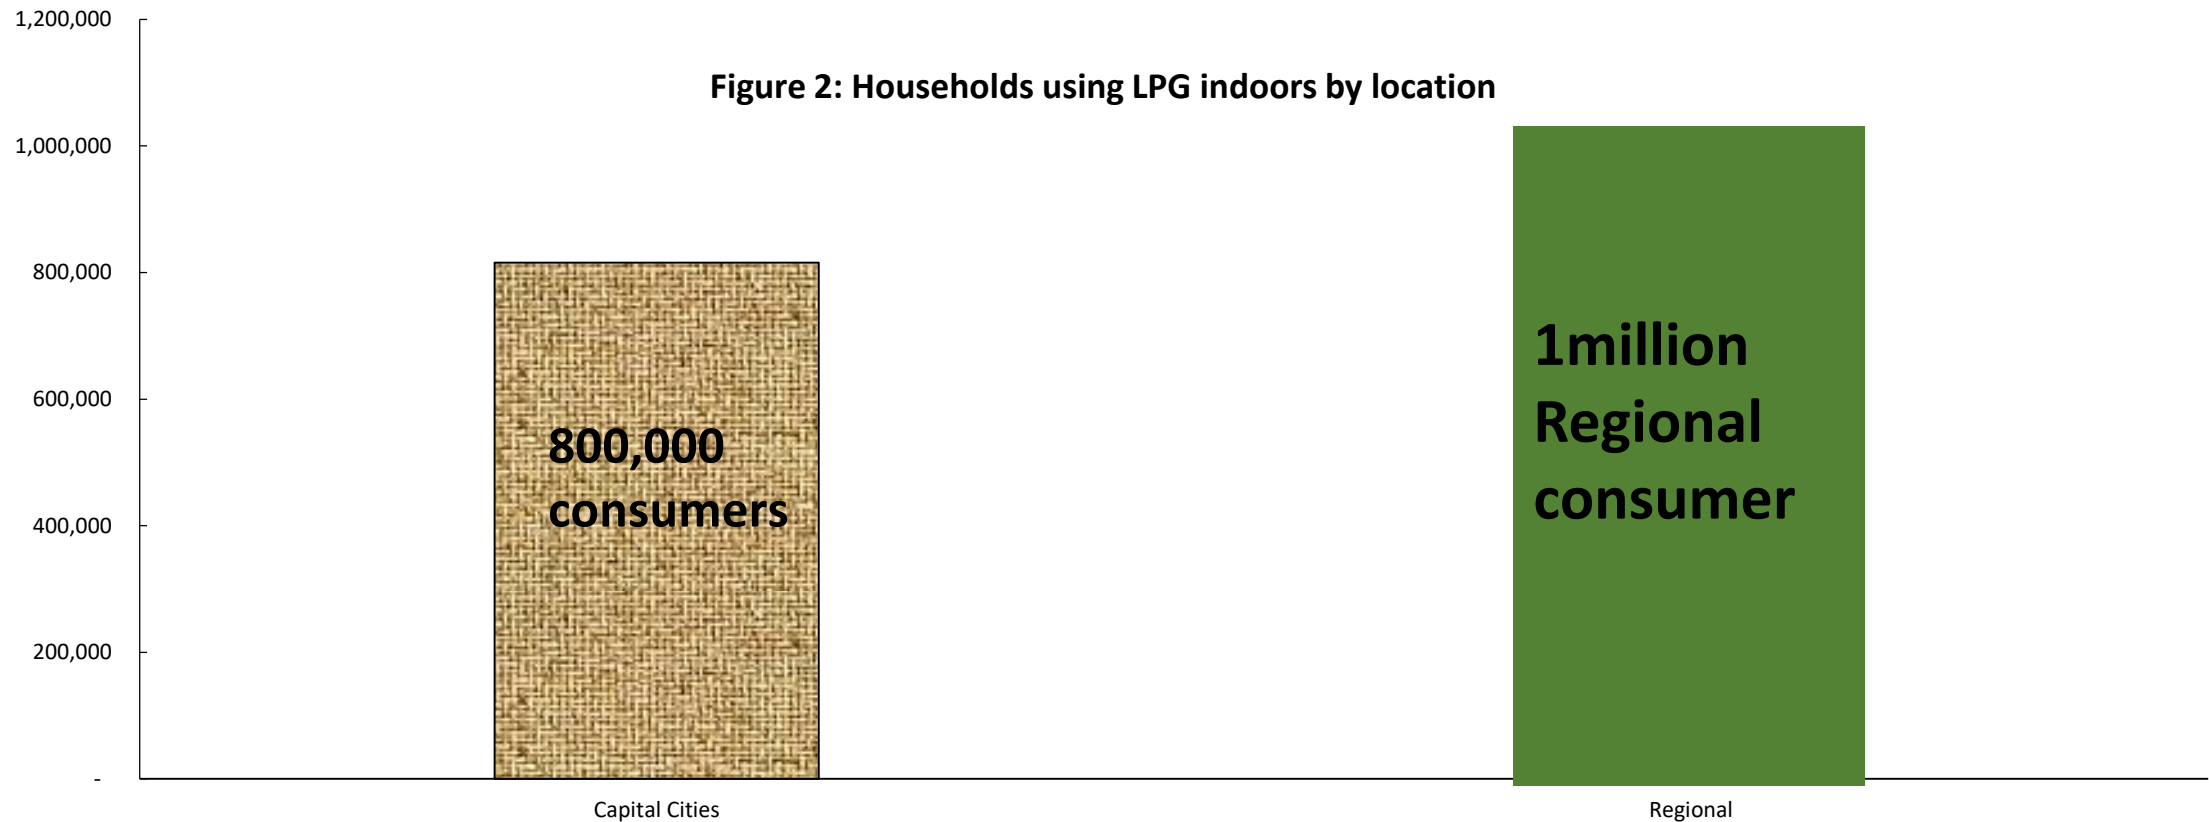 Figure 2: Households using LPG indoors by location
1,200,000
1,000,000
800,000
600,000
400,000
200,000
-
800,000
consumers
1million
Regional
consumer
Capital Cities
Regional